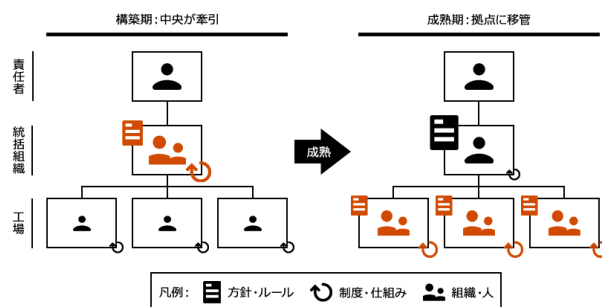 構築期：中央が牽引
成熟期：拠点に移管
責任者
統括組織
成熟
工場
凡例： 方針・ルール 制度・仕組み 組織・人